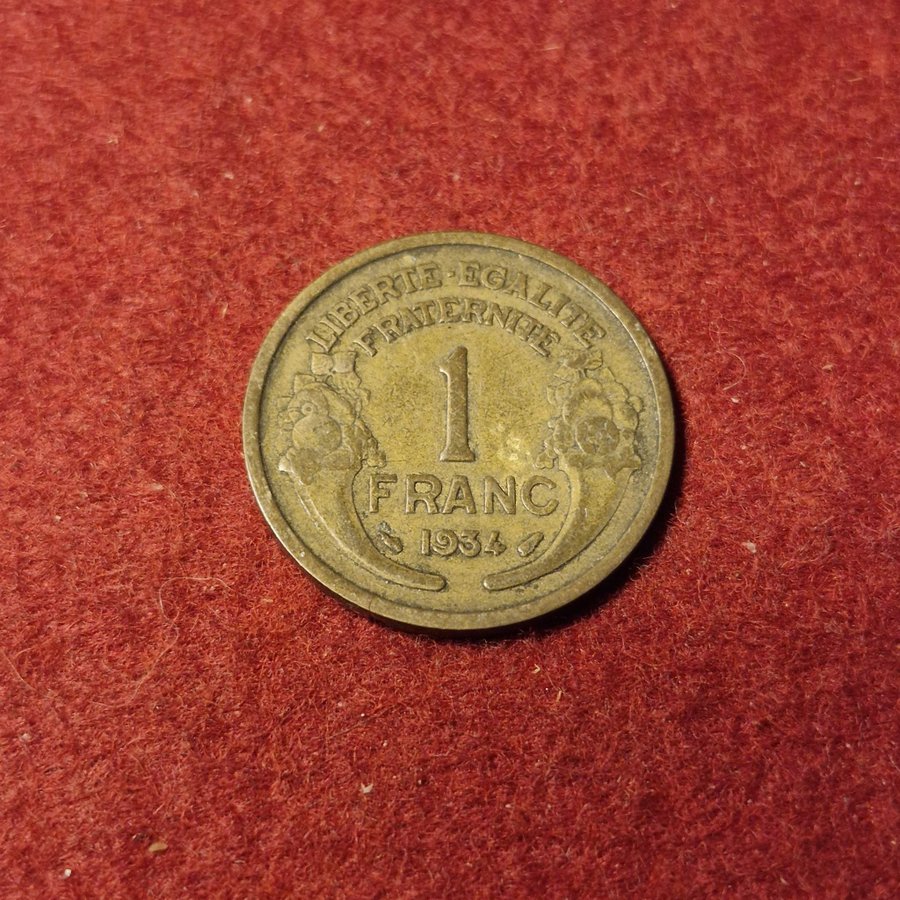 LIBERTE·EGALITE
FRATERNITE
1
FRANC
1934